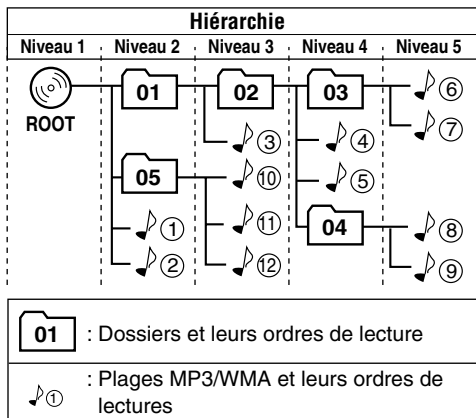 Hiérarchie
Niveau 1 Niveau 2 Niveau 3 Niveau 4 Niveau 5
01 02 03 ⑥
ROOT ⑦
③ ④
05 ⑩ ⑤
① ⑪ 04 ⑧
② ⑫ ⑨
01 : Dossiers et leurs ordres de lecture
① : Plages MP3/WMA et leurs ordres de
lectures